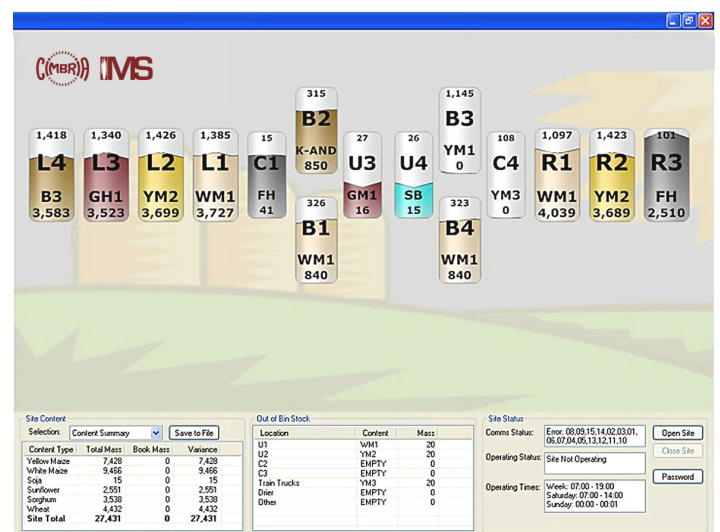 CIMBRIA IMS
315
1,145
B2
B3
1,418 1,340 1,426 1,385 15 K-AND 27 26 YM1 108 1,097 1,423 101
850 0
L4 L3 L2 L1 C1 U3 U4 C4 R1 R2 R3
B3 GH1 YM2 WM1 FH GM1 SB YM3 WM1 YM2 FH
3,583 3,523 3,699 3,727 41 16 15 0 4,039 3,689 2,510
326 323
B1 B4
WM1 WM1
840 840
Site Content
Selection: Content Summary Save to File
Content Type Total Mass Book Mass Variance
Yellow Maize 7,428 0 7,428
White Maize 9,466 0 9,466
Soja 15 0 15
Sunflower 2,551 0 2,551
Sorghum 3,538 0 3,538
Wheat 4,432 0 4,432
Site Total 27,431 0 27,431
Out of Bin Stock
Location Content Mass
U1 WM1 20
U2 YM2 20
C2 EMPTY 0
C3 EMPTY 0
Train Trucks YM3 20
Drier EMPTY 0
Other EMPTY 0
Site Status
Comms Status: Error: 08,09,15,14,02,03,01,
06,07,04,05,13,12,11,10
Open Site
Close Site
Operating Status: Site Not Operating
Password
Operating Times: Week: 07:00 - 19:00
Saturday: 07:00 - 14:00
Sunday: 00:00 - 00:01